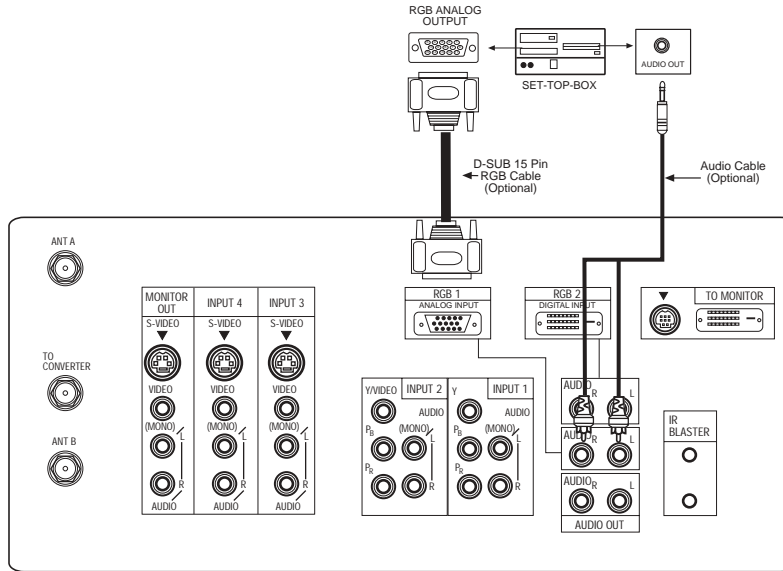 RGB ANALOG
OUTPUT
AUDIO OUT
SET-TOP-BOX
D-SUB 15 Pin
RGB Cable
(Optional)
Audio Cable
(Optional)
ANT A
TO
CONVERTER
ANT B
MONITOR
OUT
S-VIDEO
VIDEO
(MONO)
L
R
AUDIO
INPUT 4
S-VIDEO
VIDEO
(MONO)
L
R
AUDIO
INPUT 3
S-VIDEO
VIDEO
(MONO)
L
R
AUDIO
RGB 1
ANALOG INPUT
RGB 2
DIGITAL INPUT
TO MONITOR
Y/VIDEO
INPUT 2
AUDIO
PB
(MONO)
L
PR
R
Y
INPUT 1
AUDIO
PB
(MONO)
L
PR
R
AUDIO R L
AUDIO R L
AUDIO R L
AUDIO OUT
IR
BLASTER